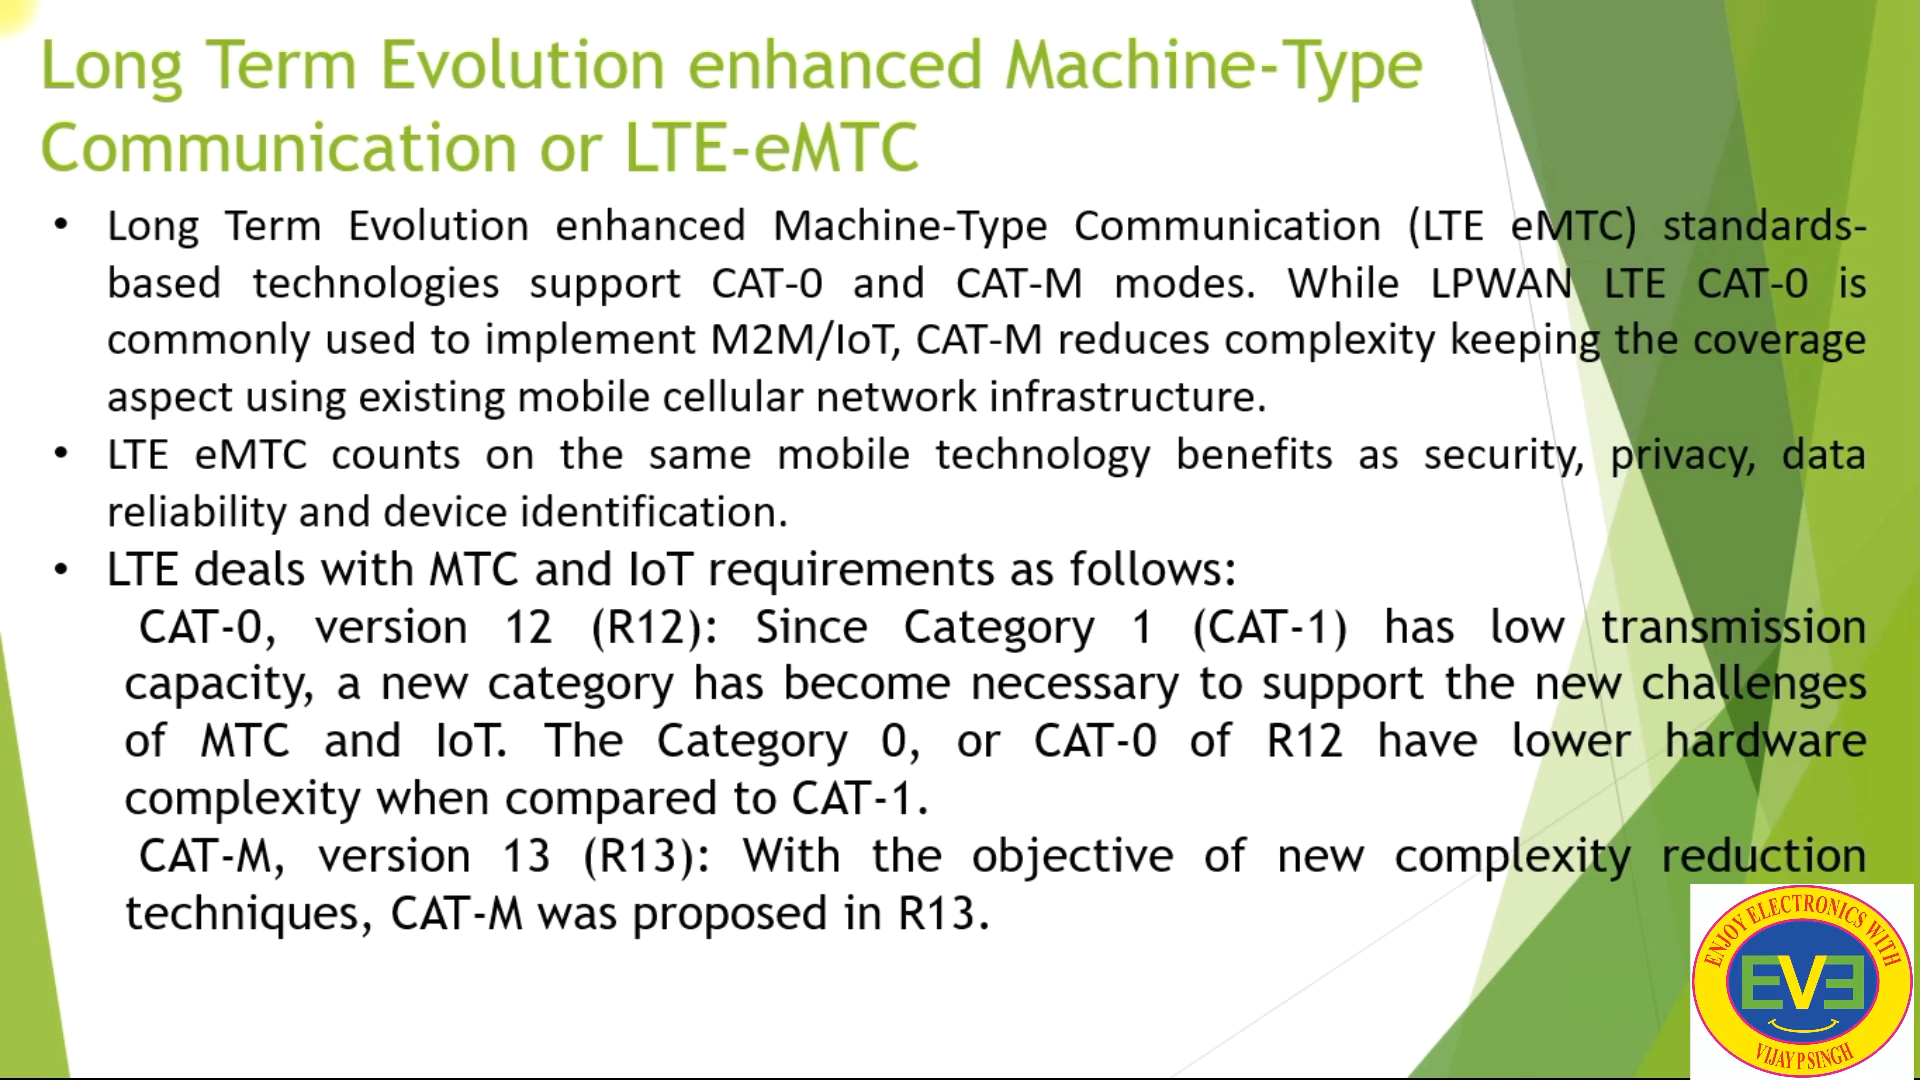 Long Term Evolution enhanced Machine-Type
Communication or LTE-eMTC
• Long Term Evolution enhanced Machine-Type Communication (LTE eMTC) standards-
based technologies support CAT-0 and CAT-M modes. While LPWAN LTE CAT-0 is
commonly used to implement M2M/IoT, CAT-M reduces complexity keeping the coverage
aspect using existing mobile cellular network infrastructure.
• LTE eMTC counts on the same mobile technology benefits as security, privacy, data
reliability and device identification.
• LTE deals with MTC and IoT requirements as follows:
CAT-0, version 12 (R12): Since Category 1 (CAT-1) has low transmission
capacity, a new category has become necessary to support the new challenges
of MTC and IoT. The Category 0, or CAT-0 of R12 have lower hardware
complexity when compared to CAT-1.
CAT-M, version 13 (R13): With the objective of new complexity reduction
techniques, CAT-M was proposed in R13.
ENJOY ELECTRONICS WITH
EVE
VIJAY P SINGH